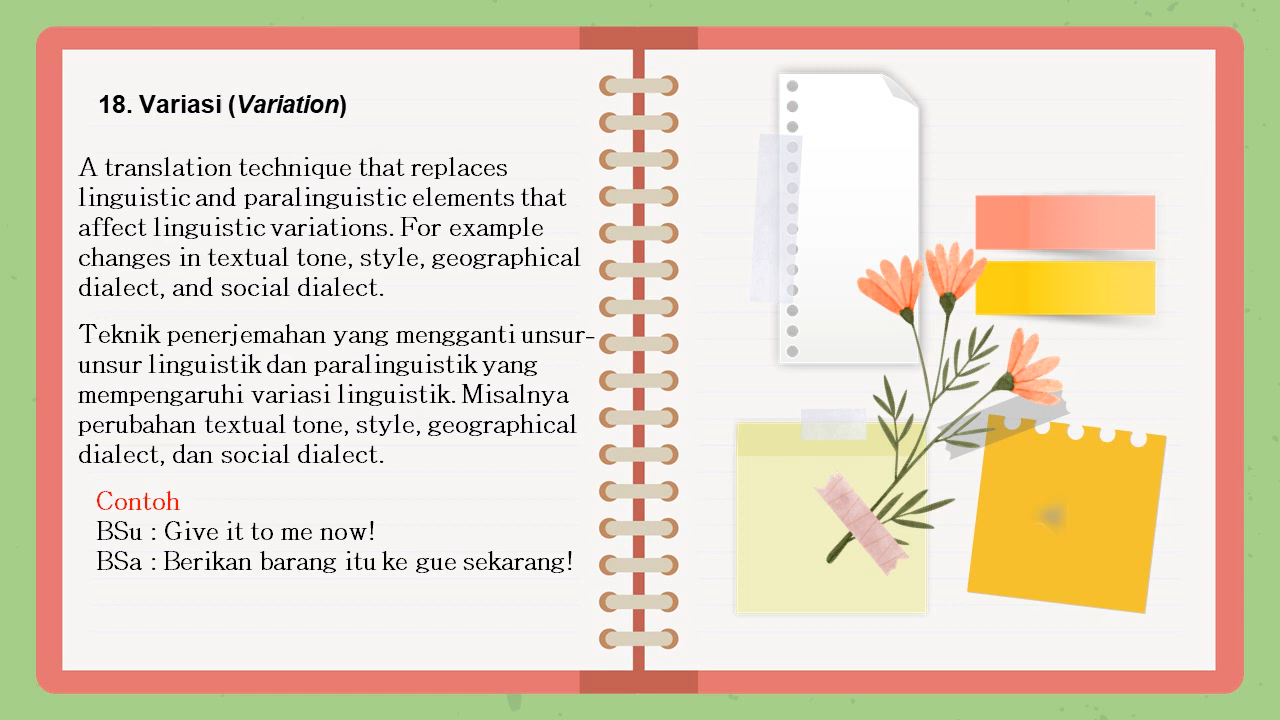 18. Variasi (Variation)
A translation technique that replaces
linguistic and paralinguistic elements that
affect linguistic variations. For example
changes in textual tone, style, geographical
dialect, and social dialect.
Teknik penerjemahan yang mengganti unsur-
unsur linguistik dan paralinguistik yang
mempengaruhi variasi linguistik. Misalnya
perubahan textual tone, style, geographical
dialect, dan social dialect.
Contoh
BSu : Give it to me now!
BSa : Berikan barang itu ke gue sekarang!